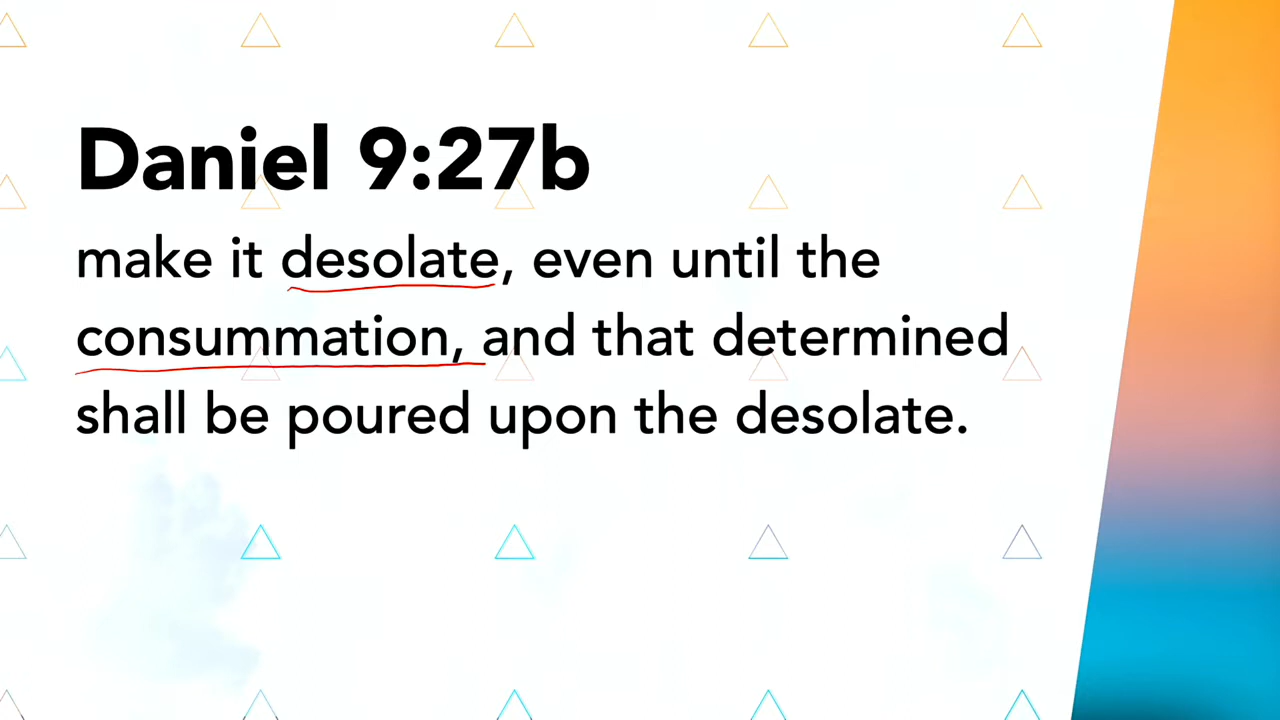 Daniel 9:27b
make it desolate, even until the
consummation, and that determined
shall be poured upon the desolate.